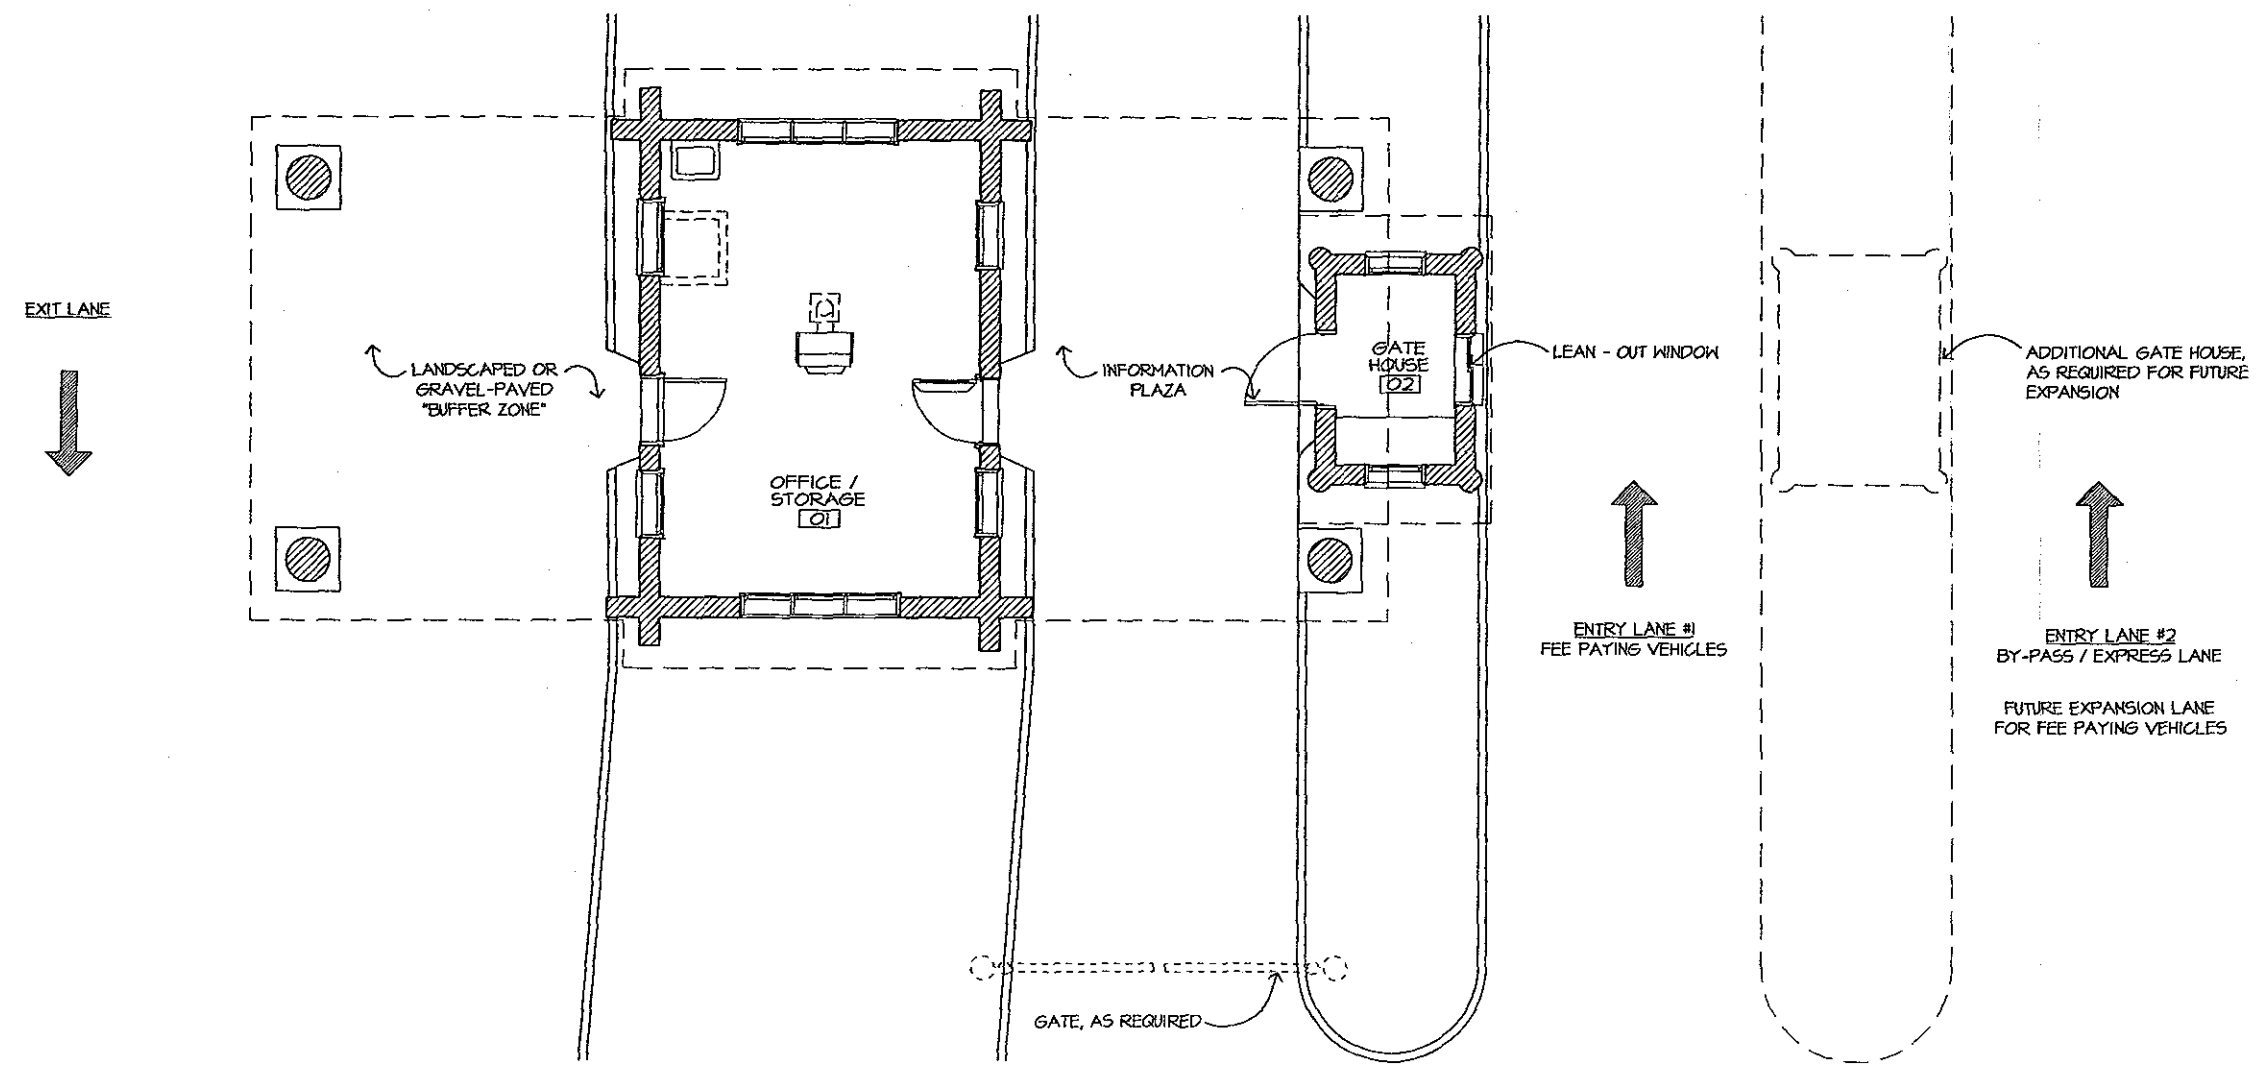 EXIT LANE
LANDSCAPED OR
GRAVEL-PAVED
"BUFFER ZONE"
OFFICE /
STORAGE
01
INFORMATION
PLAZA
GATE
HOUSE
02
LEAN - OUT WINDOW
ADDITIONAL GATE HOUSE,
AS REQUIRED FOR FUTURE
EXPANSION
ENTRY LANE #1
FEE PAYING VEHICLES
ENTRY LANE #2
BY-PASS / EXPRESS LANE
FUTURE EXPANSION LANE
FOR FEE PAYING VEHICLES
GATE, AS REQUIRED